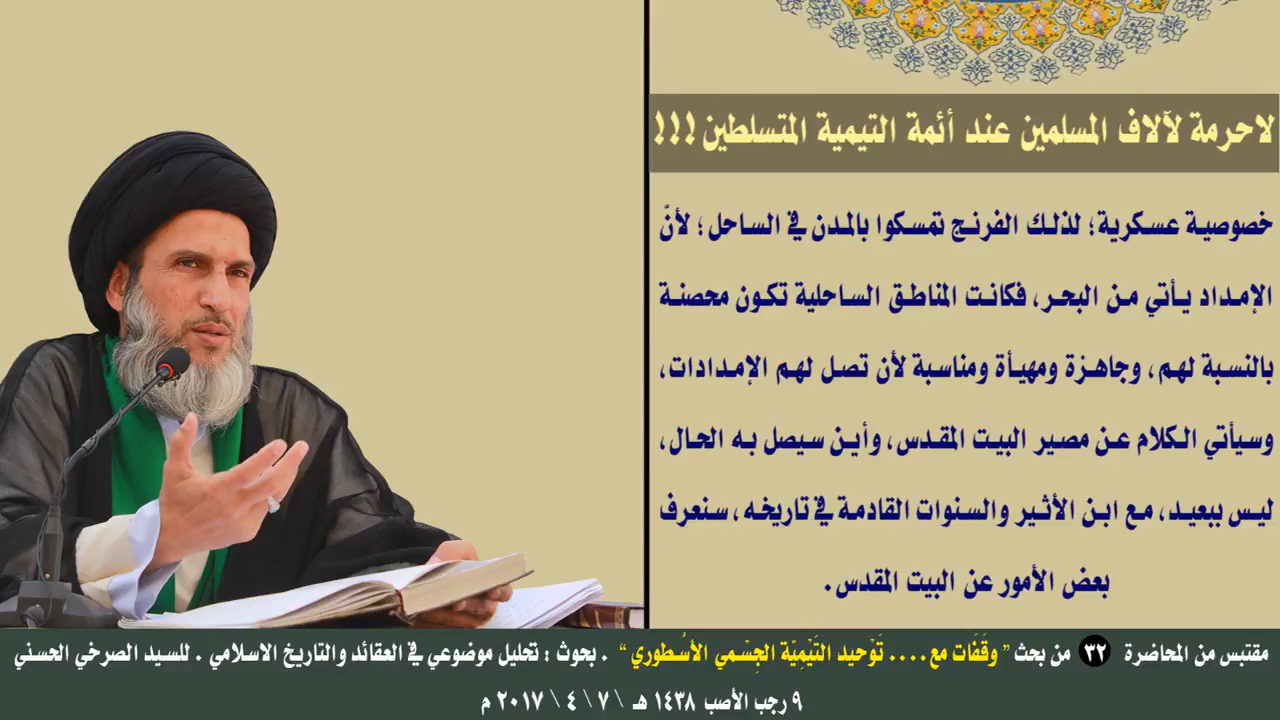 لاحرمة لآلاف المسلمين عند أئمة التيمية المتسلطين !!!
خصوصية عسكرية؛ لذلك الفرنج تمسكوا بالمدن في الساحل؛ لأنّ
الإمداد يأتي من البحر، فكانت المناطق الساحلية تكون محصنة
بالنسبة لهم، وجاهزة ومهيأة ومناسبة لأن تصل لهم الإمدادات،
وسيأتي الكلام عن مصير البيت المقدس، وأين سيصل به الحال،
ليس ببعيد، مع ابن الأثير والسنوات القادمة في تاريخه، سنعرف
بعض الأمور عن البيت المقدس.
مقتبس من المحاضرة ٣٢ من بحث " وقَفَات مع.... تَوْحيد التَيْمِيّة الجِسْمي الأسُطوري " . بحوث : تحليل موضوعي في العقائد والتاريخ الاسلامي . للسيد الصرخي الحسني
٩ رجب الأصب ١٤٣٨ هـ \ ٧ \ ٤ \ ٢٠١٧ م